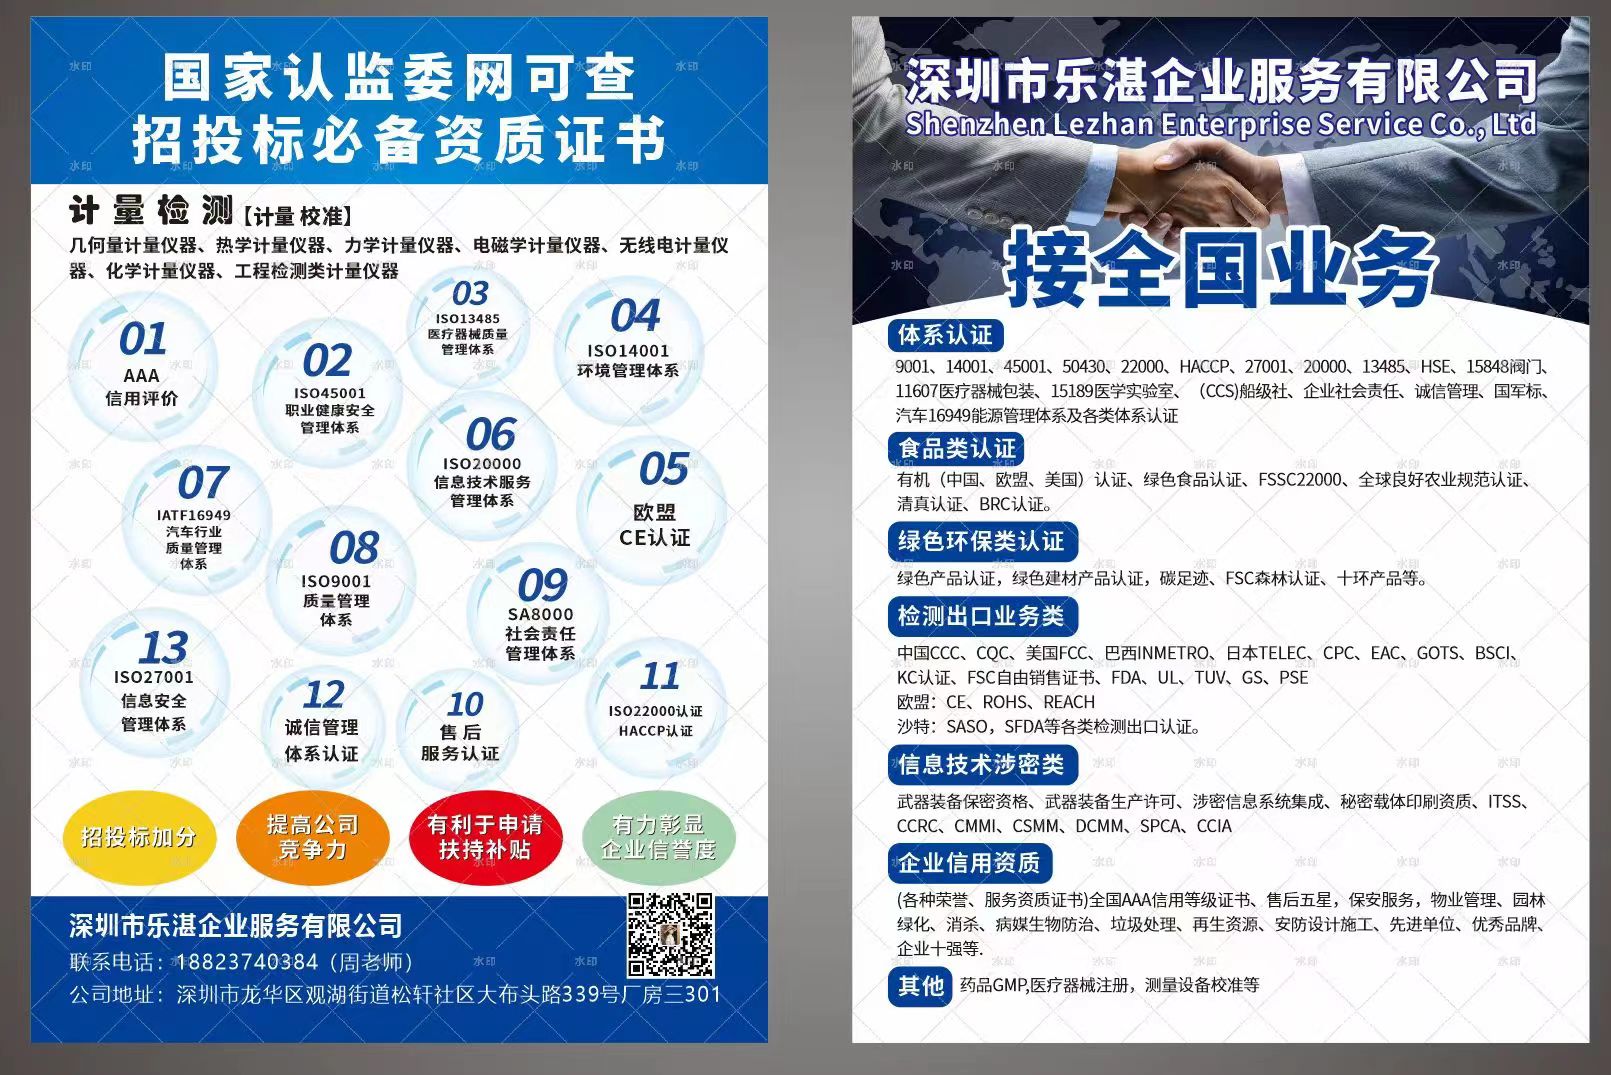 国家认监委网可查
招投标必备资质证书
计量检测【计量 校准】
几何量计量仪器、热学计量仪器、力学计量仪器、电磁学计量仪器、无线电计量仪
器、化学计量仪器、工程检测类计量仪器
01
AAA
信用评价
02
ISO45001
职业健康安全
管理体系
03
ISO13485
医疗器械质量
管理体系
04
ISO14001
环境管理体系
07
IATF16949
汽车行业
质量管理
体系
06
ISO20000
信息技术服务
管理体系
05
欧盟
CE认证
08
ISO9001
质量管理
体系
09
SA8000
社会责任
管理体系
13
ISO27001
信息安全
管理体系
12
诚信管理
体系认证
10
售后
服务认证
11
ISO22000认证
HACCP认证
招投标加分
提高公司
竞争力
有利于申请
扶持补贴
有力彰显
企业信誉度
深圳市乐湛企业服务有限公司
联系电话：18823740384（周老师）
公司地址：深圳市龙华区观湖街道松轩社区大布头路339号厂房三301
深圳市乐湛企业服务有限公司
Shenzhen Lezhan Enterprise Service Co., Ltd
接全国业务
体系认证
9001、14001、45001、50430、22000、HACCP、27001、20000、13485、HSE、15848阀门、
11607医疗器械包装、15189医学实验室、（CCS)船级社、企业社会责任、诚信管理、国军标、
汽车16949能源管理体系及各类体系认证
食品类认证
有机（中国、欧盟、美国）认证、绿色食品认证、FSSC22000、全球良好农业规范认证、
清真认证、BRC认证。
绿色环保类认证
绿色产品认证，绿色建材产品认证，碳足迹、FSC森林认证、十环产品等。
检测出口业务类
中国CCC、CQC、美国FCC、巴西INMETRO、日本TELEC、CPC、EAC、GOTS、BSCI、
KC认证、FSC自由销售证书、FDA、UL、TUV、GS、PSE
欧盟：CE、ROHS、REACH
沙特：SASO，SFDA等各类检测出口认证。
信息技术涉密类
武器装备保密资格、武器装备生产许可、涉密信息系统集成、秘密载体印刷资质、ITSS、
CCRC、CMMI、CSMM、DCMM、SPCA、CCIA
企业信用资质
(各种荣誉、服务资质证书)全国AAA信用等级证书、售后五星，保安服务，物业管理、园林
绿化、消杀、病媒生物防治、垃圾处理、再生资源、安防设计施工、先进单位、优秀品牌、
企业十强等.
其他 药品GMP,医疗器械注册，测量设备校准等
水印